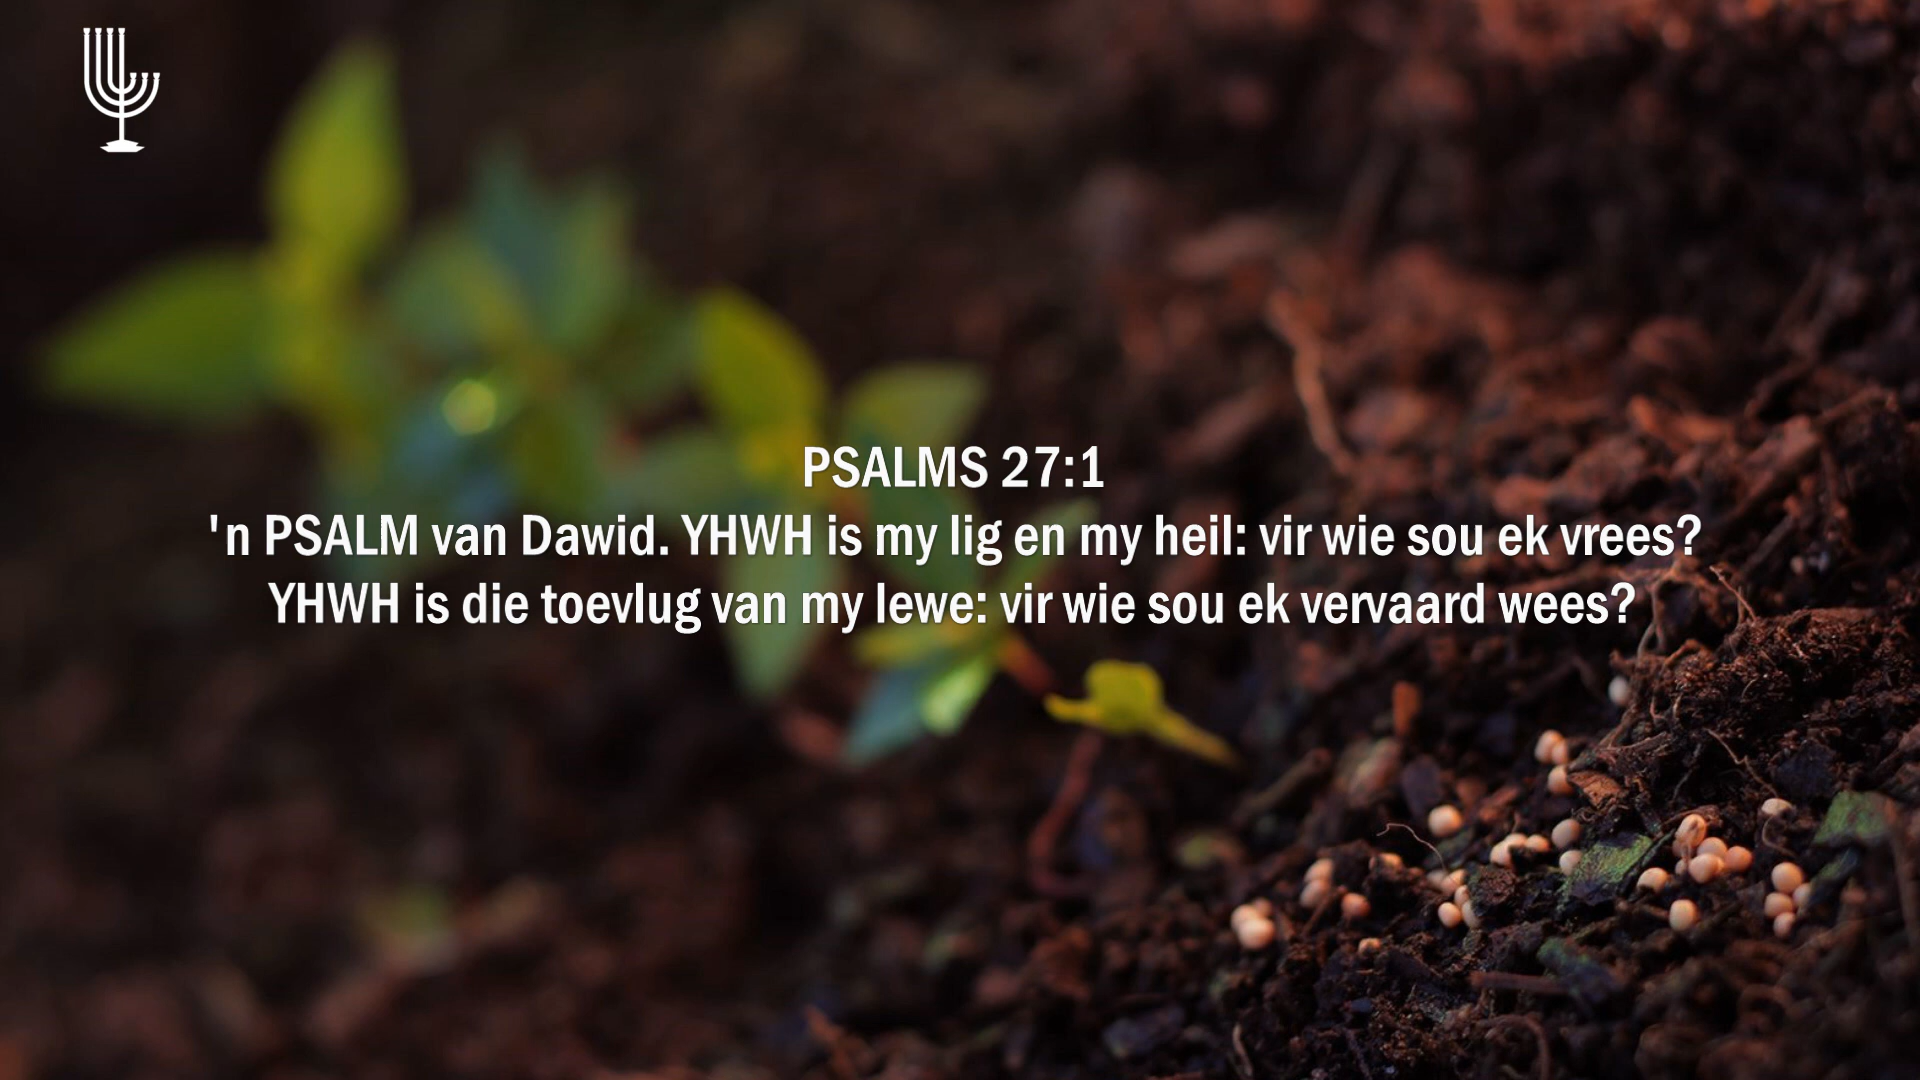 PSALMS 27:1
'n PSALM van Dawid. YHWH is my lig en my heil: vir wie sou ek vrees?
YHWH is die toevlug van my lewe: vir wie sou ek vervaard wees?